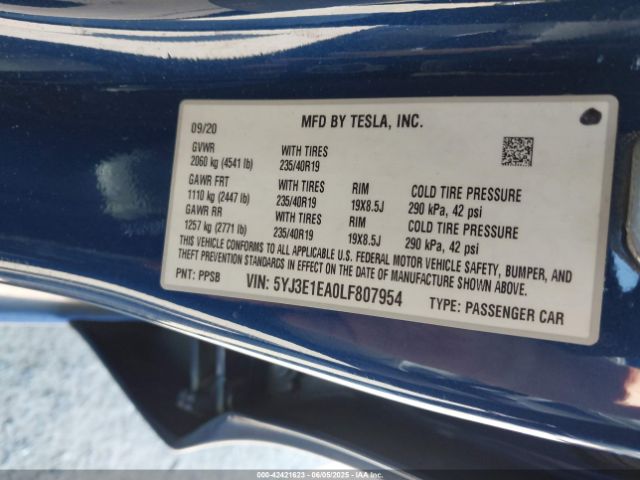 MFD BY TESLA, INC.
09/20
GVWR WITH TIRES
2060 kg (4541 lb) 235/40R19
GAWR FRT WITH TIRES RIM COLD TIRE PRESSURE
1110 kg (2447 lb) 235/40R19 19X8.5J 290 kPa, 42 psi
GAWR RR WITH TIRES RIM COLD TIRE PRESSURE
1257 kg (2771 lb) 235/40R19 19X8.5J 290 kPa, 42 psi
THIS VEHICLE CONFORMS TO ALL APPLICABLE U.S. FEDERAL MOTOR VEHICLE SAFETY, BUMPER, AND
THEFT PREVENTION STANDARDS IN EFFECT ON THE DATE OF MANUFACTURE SHOWN ABOVE.
PNT: PPSB VIN: 5YJ3E1EA0LF807954 TYPE: PASSENGER CAR
000-42421623 - 06/05/2025 - IAAI.COM